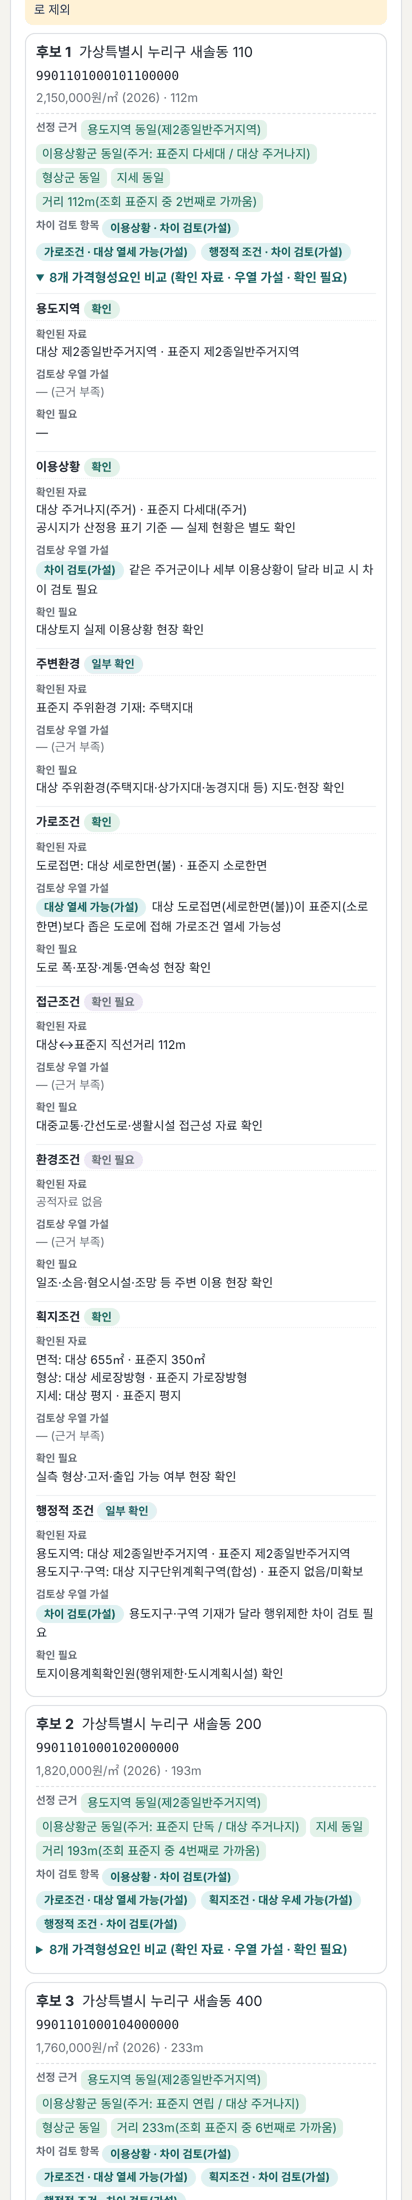 로 제외
후보 1 가상특별시 누리구 새솔동 110
9901101000101100000
2,150,000원/㎡ (2026) · 112m
선정 근거 용도지역 동일(제2종일반주거지역)
이용상황군 동일(주거: 표준지 다세대 / 대상 주거나지)
형상군 동일 지세 동일
거리 112m(조회 표준지 중 2번째로 가까움)
차이 검토 항목 이용상황 · 차이 검토(가설)
가로조건 · 대상 열세 가능(가설) 행정적 조건 · 차이 검토(가설)
▼ 8개 가격형성요인 비교 (확인 자료 · 우열 가설 · 확인 필요)
용도지역 확인
확인된 자료
대상 제2종일반주거지역 · 표준지 제2종일반주거지역
검토상 우열 가설
— (근거 부족)
확인 필요
—
이용상황 확인
확인된 자료
대상 주거나지(주거) · 표준지 다세대(주거)
공시지가 산정용 표기 기준 — 실제 현황은 별도 확인
검토상 우열 가설
차이 검토(가설) 같은 주거군이나 세부 이용상황이 달라 비교 시 차
이 검토 필요
확인 필요
대상토지 실제 이용상황 현장 확인
주변환경 일부 확인
확인된 자료
표준지 주위환경 기재: 주택지대
검토상 우열 가설
— (근거 부족)
확인 필요
대상 주위환경(주택지대·상가지대·농경지대 등) 지도·현장 확인
가로조건 확인
확인된 자료
도로접면: 대상 세로한면(불) · 표준지 소로한면
검토상 우열 가설
대상 열세 가능(가설) 대상 도로접면(세로한면(불))이 표준지(소로
한면)보다 좁은 도로에 접해 가로조건 열세 가능성
확인 필요
도로 폭·포장·계통·연속성 현장 확인
접근조건 확인 필요
확인된 자료
대상↔표준지 직선거리 112m
검토상 우열 가설
— (근거 부족)
확인 필요
대중교통·간선도로·생활시설 접근성 자료 확인
환경조건 확인 필요
확인된 자료
공적자료 없음
검토상 우열 가설
— (근거 부족)
확인 필요
일조·소음·혐오시설·조망 등 주변 이용 현장 확인
획지조건 확인
확인된 자료
면적: 대상 655㎡ · 표준지 350㎡
형상: 대상 세로장방형 · 표준지 가로장방형
지세: 대상 평지 · 표준지 평지
검토상 우열 가설
— (근거 부족)
확인 필요
실측 형상·고저·출입 가능 여부 현장 확인
행정적 조건 일부 확인
확인된 자료
용도지역: 대상 제2종일반주거지역 · 표준지 제2종일반주거지역
용도지구·구역: 대상 지구단위계획구역(합성) · 표준지 없음/미확보
검토상 우열 가설
차이 검토(가설) 용도지구·구역 기재가 달라 행위제한 차이 검토 필
요
확인 필요
토지이용계획확인원(행위제한·도시계획시설) 확인
후보 2 가상특별시 누리구 새솔동 200
9901101000102000000
1,820,000원/㎡ (2026) · 193m
선정 근거 용도지역 동일(제2종일반주거지역)
이용상황군 동일(주거: 표준지 단독 / 대상 주거나지) 지세 동일
거리 193m(조회 표준지 중 4번째로 가까움)
차이 검토 항목 이용상황 · 차이 검토(가설)
가로조건 · 대상 열세 가능(가설) 획지조건 · 대상 우세 가능(가설)
행정적 조건 · 차이 검토(가설)
▶ 8개 가격형성요인 비교 (확인 자료 · 우열 가설 · 확인 필요)
후보 3 가상특별시 누리구 새솔동 400
9901101000104000000
1,760,000원/㎡ (2026) · 233m
선정 근거 용도지역 동일(제2종일반주거지역)
이용상황군 동일(주거: 표준지 연립 / 대상 주거나지)
형상군 동일 거리 233m(조회 표준지 중 6번째로 가까움)
차이 검토 항목 이용상황 · 차이 검토(가설)
가로조건 · 대상 열세 가능(가설) 획지조건 · 차이 검토(가설)